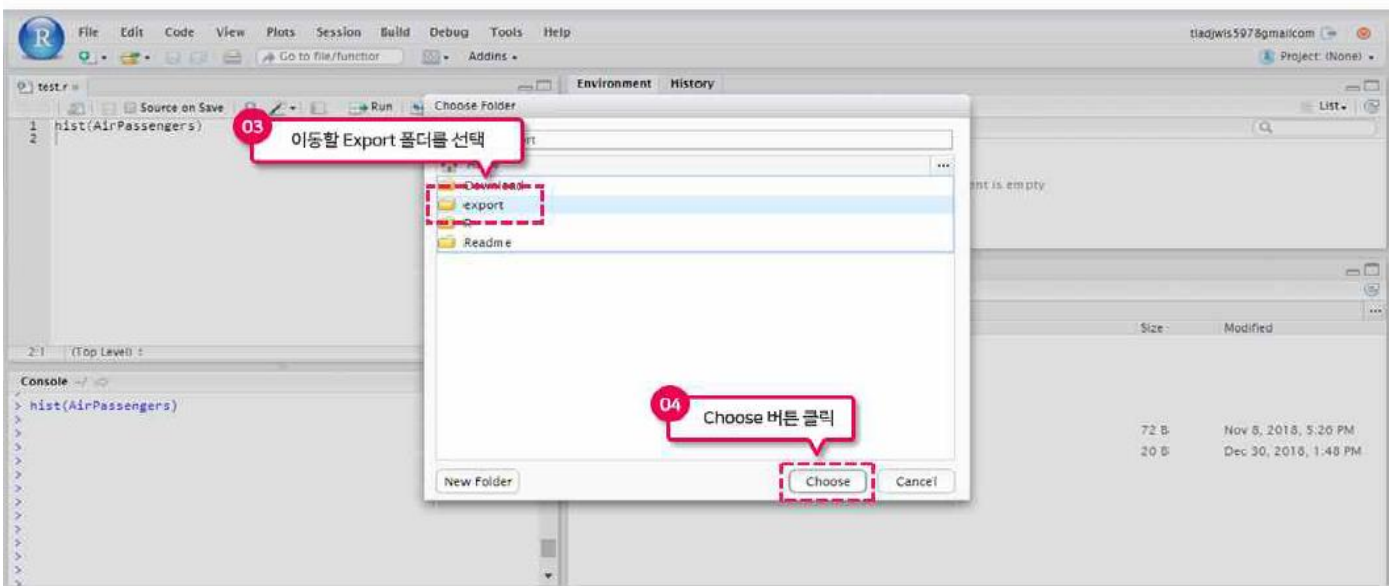 R File Edit Code View Plots Session Build Debug Tools Help
tladjwis5978gmailcom
Go to file/function Addins
Project: (None)
test.r
Source on Save Run
1 hist(AirPassengers)
2
2:1 (Top Level)
Console ~/
> hist(AirPassengers)
>
>
>
>
>
>
>
>
>
>
>
Environment History
List
ent is empty
Size Modified
72 B Nov 8, 2018, 5:26 PM
20 B Dec 30, 2018, 1:48 PM
Choose Folder
03
이동할 Export 폴더를 선택
rt
...
Download
export
R
Readme
04
Choose 버튼 클릭
New Folder Choose Cancel